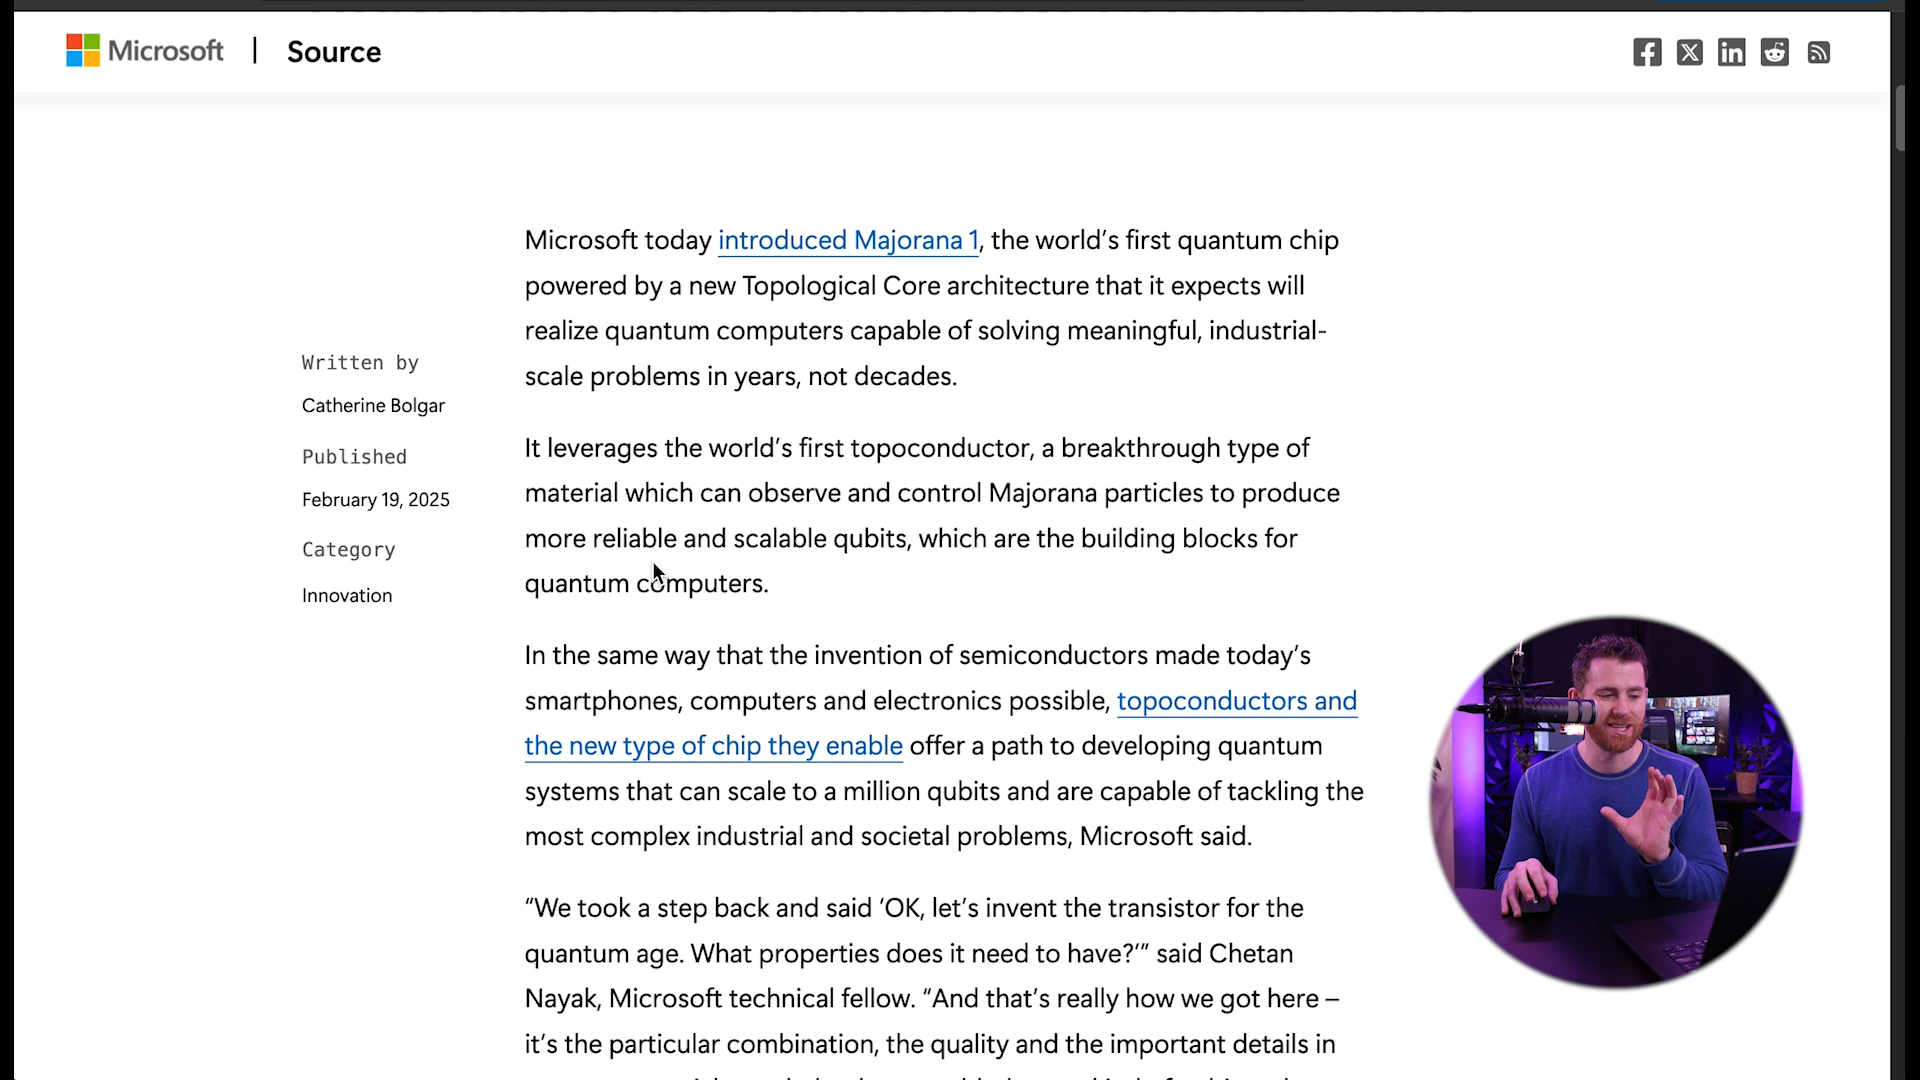 Microsoft | Source
Microsoft today introduced Majorana 1, the world’s first quantum chip
powered by a new Topological Core architecture that it expects will
realize quantum computers capable of solving meaningful, industrial-
scale problems in years, not decades.
Written by
Catherine Bolgar
Published
February 19, 2025
Category
Innovation
It leverages the world’s first topoconductor, a breakthrough type of
material which can observe and control Majorana particles to produce
more reliable and scalable qubits, which are the building blocks for
quantum computers.
In the same way that the invention of semiconductors made today’s
smartphones, computers and electronics possible, topoconductors and
the new type of chip they enable offer a path to developing quantum
systems that can scale to a million qubits and are capable of tackling the
most complex industrial and societal problems, Microsoft said.
“We took a step back and said ‘OK, let’s invent the transistor for the
quantum age. What properties does it need to have?’” said Chetan
Nayak, Microsoft technical fellow. “And that’s really how we got here –
it’s the particular combination, the quality and the important details in